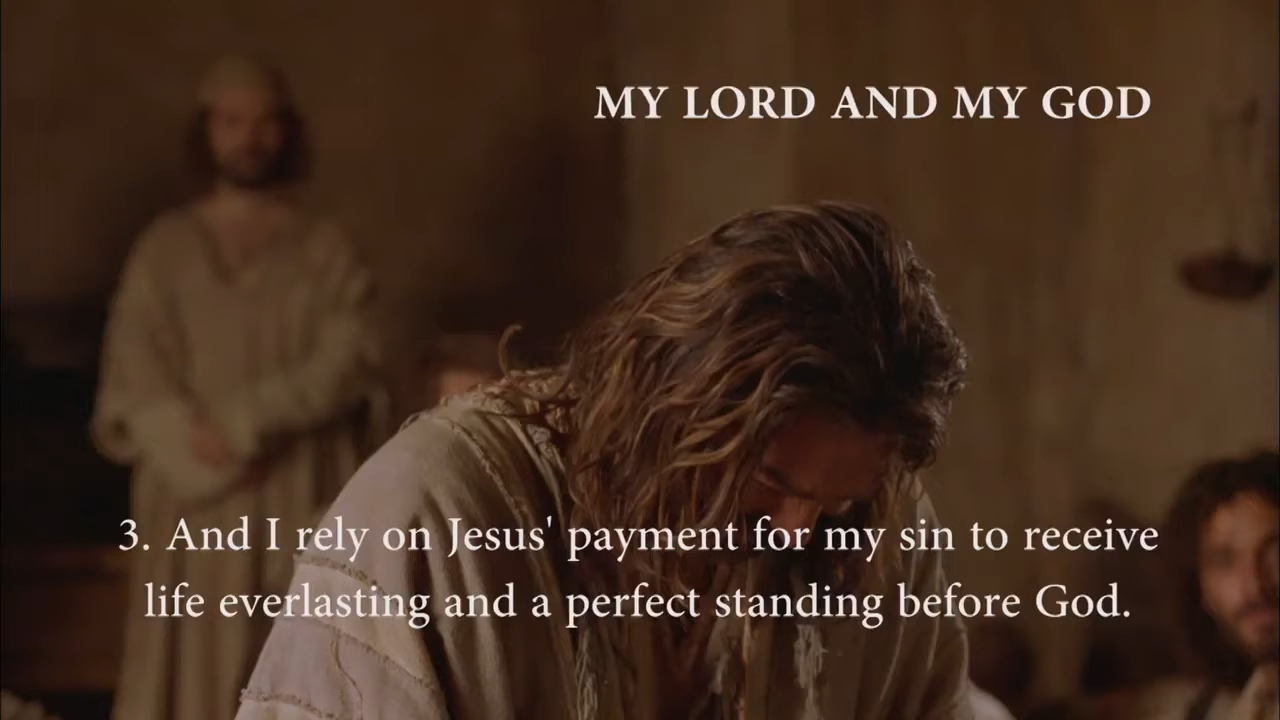 MY LORD AND MY GOD
3. And I rely on Jesus' payment for my sin to receive
life everlasting and a perfect standing before God.